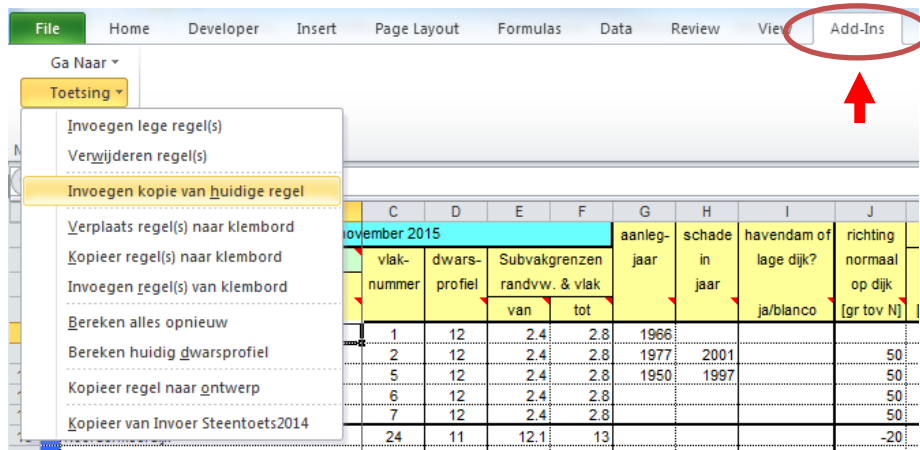 File Home Developer Insert Page Layout Formulas Data Review View Add-Ins
Ga Naar
Toetsing
Invoegen lege regel(s)
Verwijderen regel(s)
Invoegen kopie van huidige regel
Verplaats regel(s) naar klembord
Kopieer regel(s) naar klembord
Invoegen regel(s) van klembord
Bereken alles opnieuw
Bereken huidig dwarsprofiel
Kopieer regel naar ontwerp
Kopieer van Invoer Steentoets2014
C D E F G H I J
november 2015 aanleg- schade havendam of richting
vlak- dwars- Subvakgrenzen jaar in lage dijk? normaal
nummer profiel randvw. & vlak jaar op dijk
van tot ja/blanco [gr tov N]
1 12 2.4 2.8 1966
2 12 2.4 2.8 1977 2001 50
5 12 2.4 2.8 1950 1997 50
6 12 2.4 2.8 50
7 12 2.4 2.8 50
24 11 12.1 13 -20